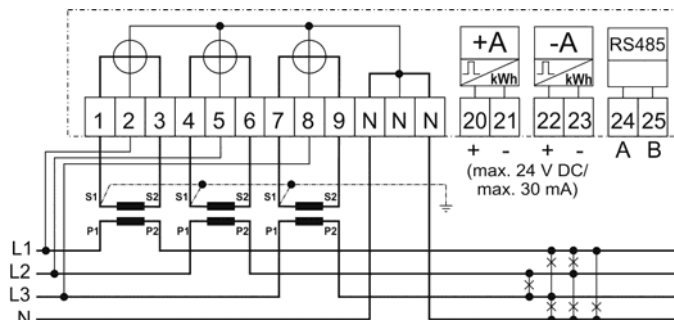 +A -A RS485
kWh kWh
1 2 3 4 5 6 7 8 9 N N N 20 21 22 23 24 25
+ - + - A B
(max. 24 V DC/
max. 30 mA)
S1 S2 S1 S2 S1 S2
P1 P2 P1 P2 P1 P2
L1
L2
L3
N